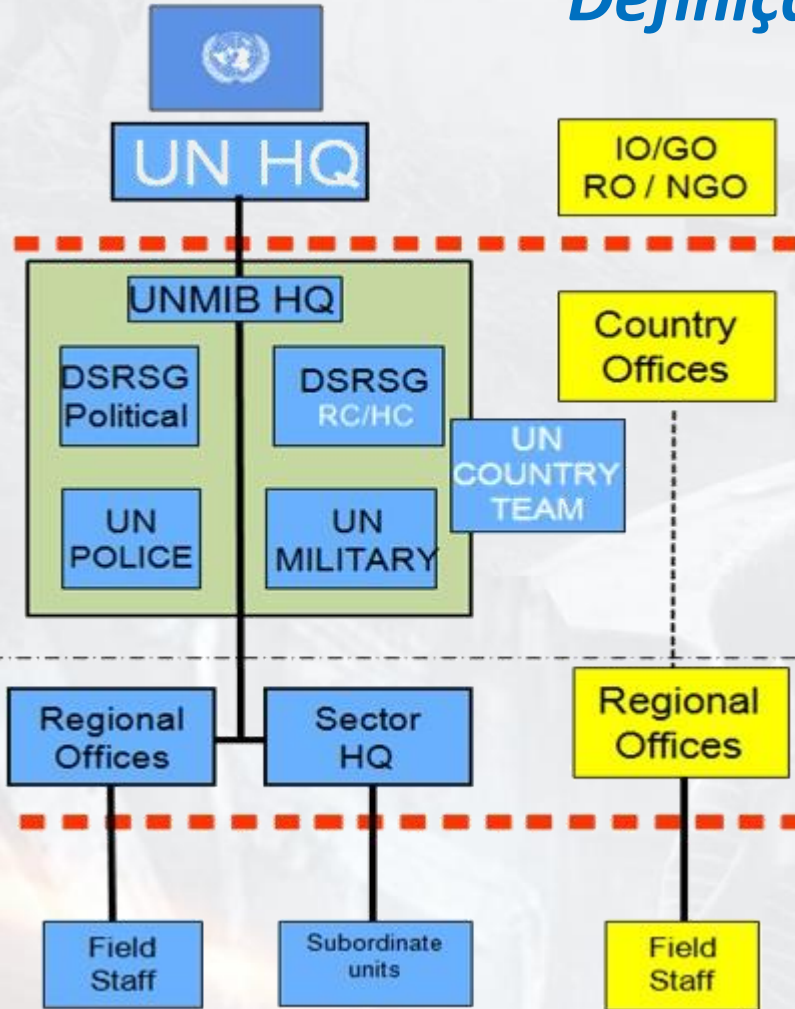 UN HQ
IO/GO
RO / NGO
UNMIB HQ
DSRSG
Political
DSRSG
RC/HC
UN
COUNTRY
TEAM
Country
Offices
UN
POLICE
UN
MILITARY
Regional
Offices
Sector
HQ
Regional
Offices
Field
Staff
Subordinate
units
Field
Staff